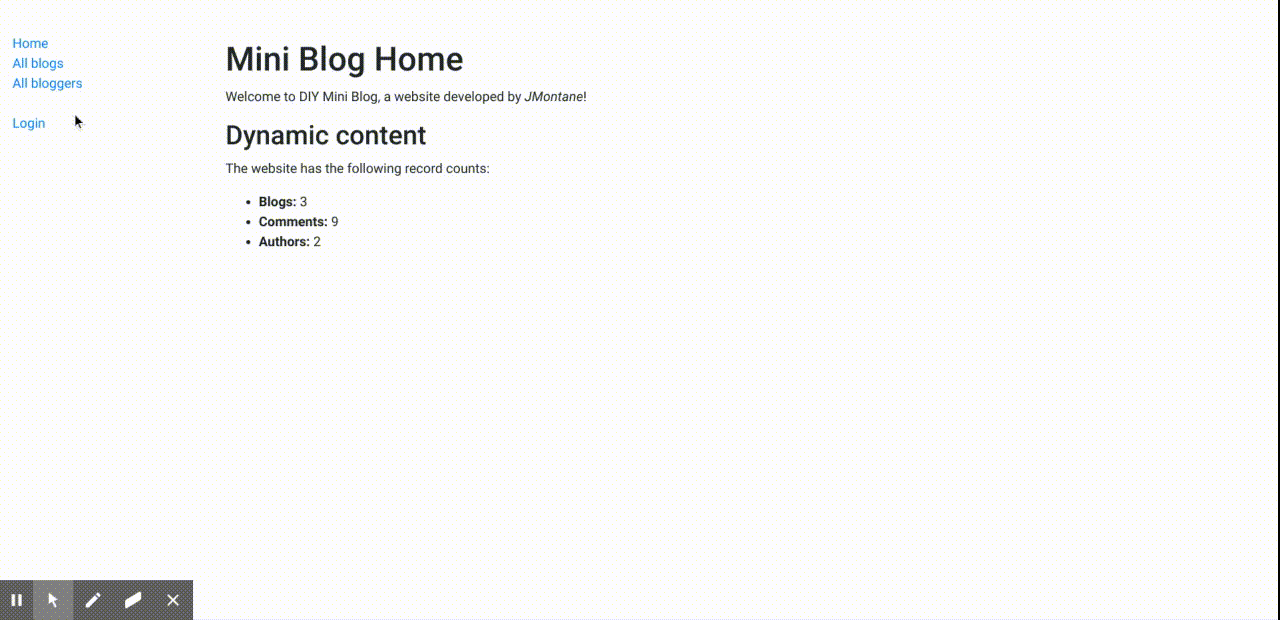 Home
All blogs
All bloggers
Login
Mini Blog Home
Welcome to DIY Mini Blog, a website developed by JMontane!
Dynamic content
The website has the following record counts:
• Blogs: 3
• Comments: 9
• Authors: 2